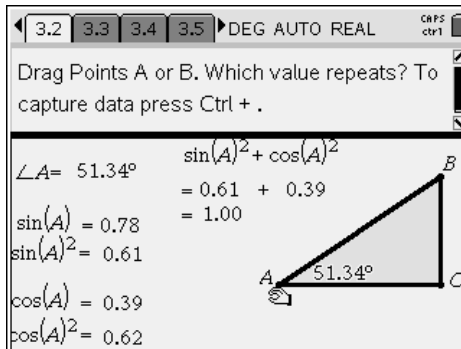 3.2 3.3 3.4 3.5 DEG AUTO REAL CAPS ctrl
Drag Points A or B. Which value repeats? To
capture data press Ctrl + .
∠A= 51.34°
sin(A) = 0.78
sin(A)²= 0.61
cos(A) = 0.39
cos(A)²= 0.62
sin(A)²+cos(A)²
= 0.61 + 0.39
= 1.00
B
A 51.34° C